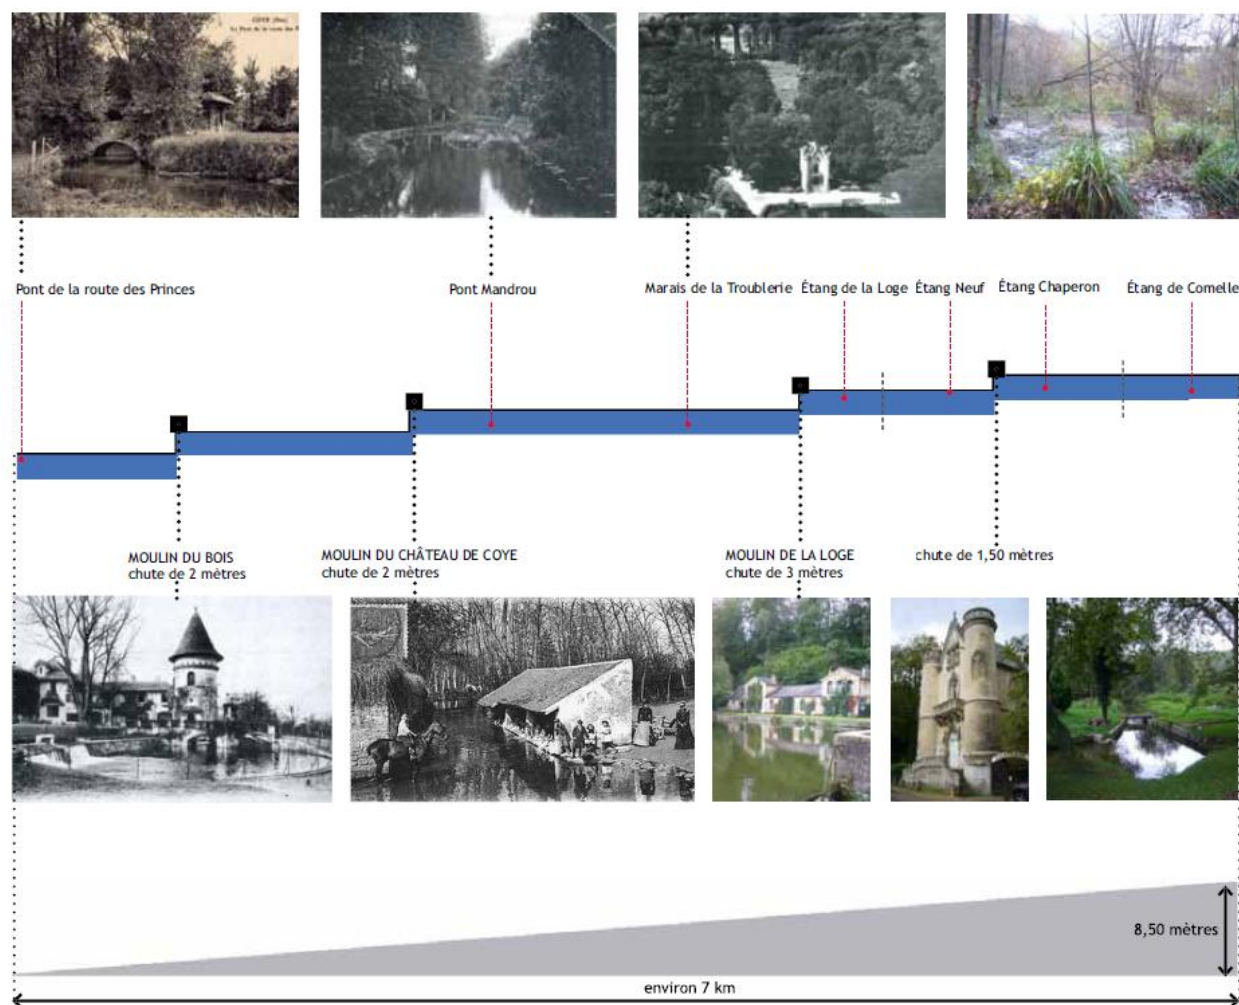 COYE (Oise)
Pont de la route des Princes
Pont Mandrou
Marais de la Troublerie
Étang de la Loge
Étang Neuf
Étang Chaperon
Étang de Comelle
MOULIN DU BOIS
chute de 2 mètres
MOULIN DU CHÂTEAU DE COYE
chute de 2 mètres
MOULIN DE LA LOGE
chute de 3 mètres
chute de 1,50 mètres
8,50 mètres
environ 7 km